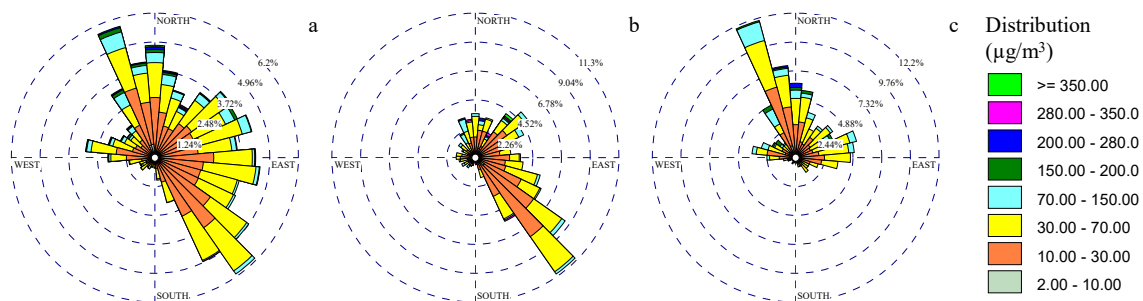 a
NORTH
SOUTH
WEST
EAST
6.2%
4.96%
3.72%
2.48%
1.24%
b
NORTH
SOUTH
WEST
EAST
11.3%
9.04%
6.78%
4.52%
2.26%
c
NORTH
SOUTH
WEST
EAST
12.2%
9.76%
7.32%
4.88%
2.44%
Distribution
(µg/m³)
>= 350.00
280.00 - 350.0
200.00 - 280.0
150.00 - 200.0
70.00 - 150.00
30.00 - 70.00
10.00 - 30.00
2.00 - 10.00